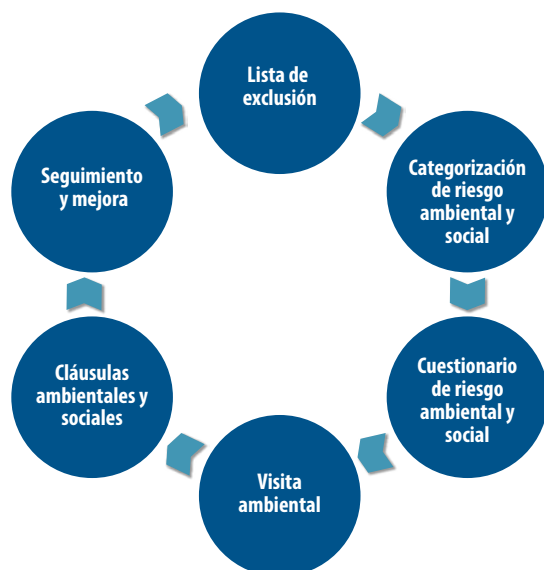 Lista de
exclusión
Categorización
de riesgo
ambiental y
social
Cuestionario
de riesgo
ambiental y
social
Visita
ambiental
Cláusulas
ambientales y
sociales
Seguimiento
y mejora